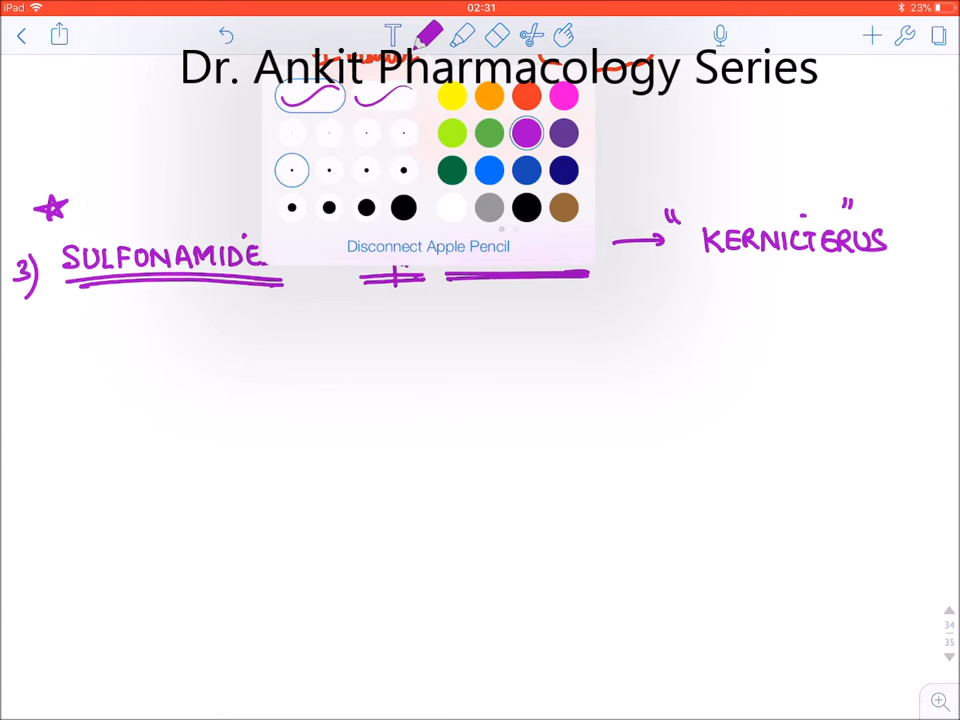 iPad 02:31 23%
T
Dr. Ankit Pharmacology Series
3) SULFONAMIDE → " KERNICTERUS "
Disconnect Apple Pencil
34
35